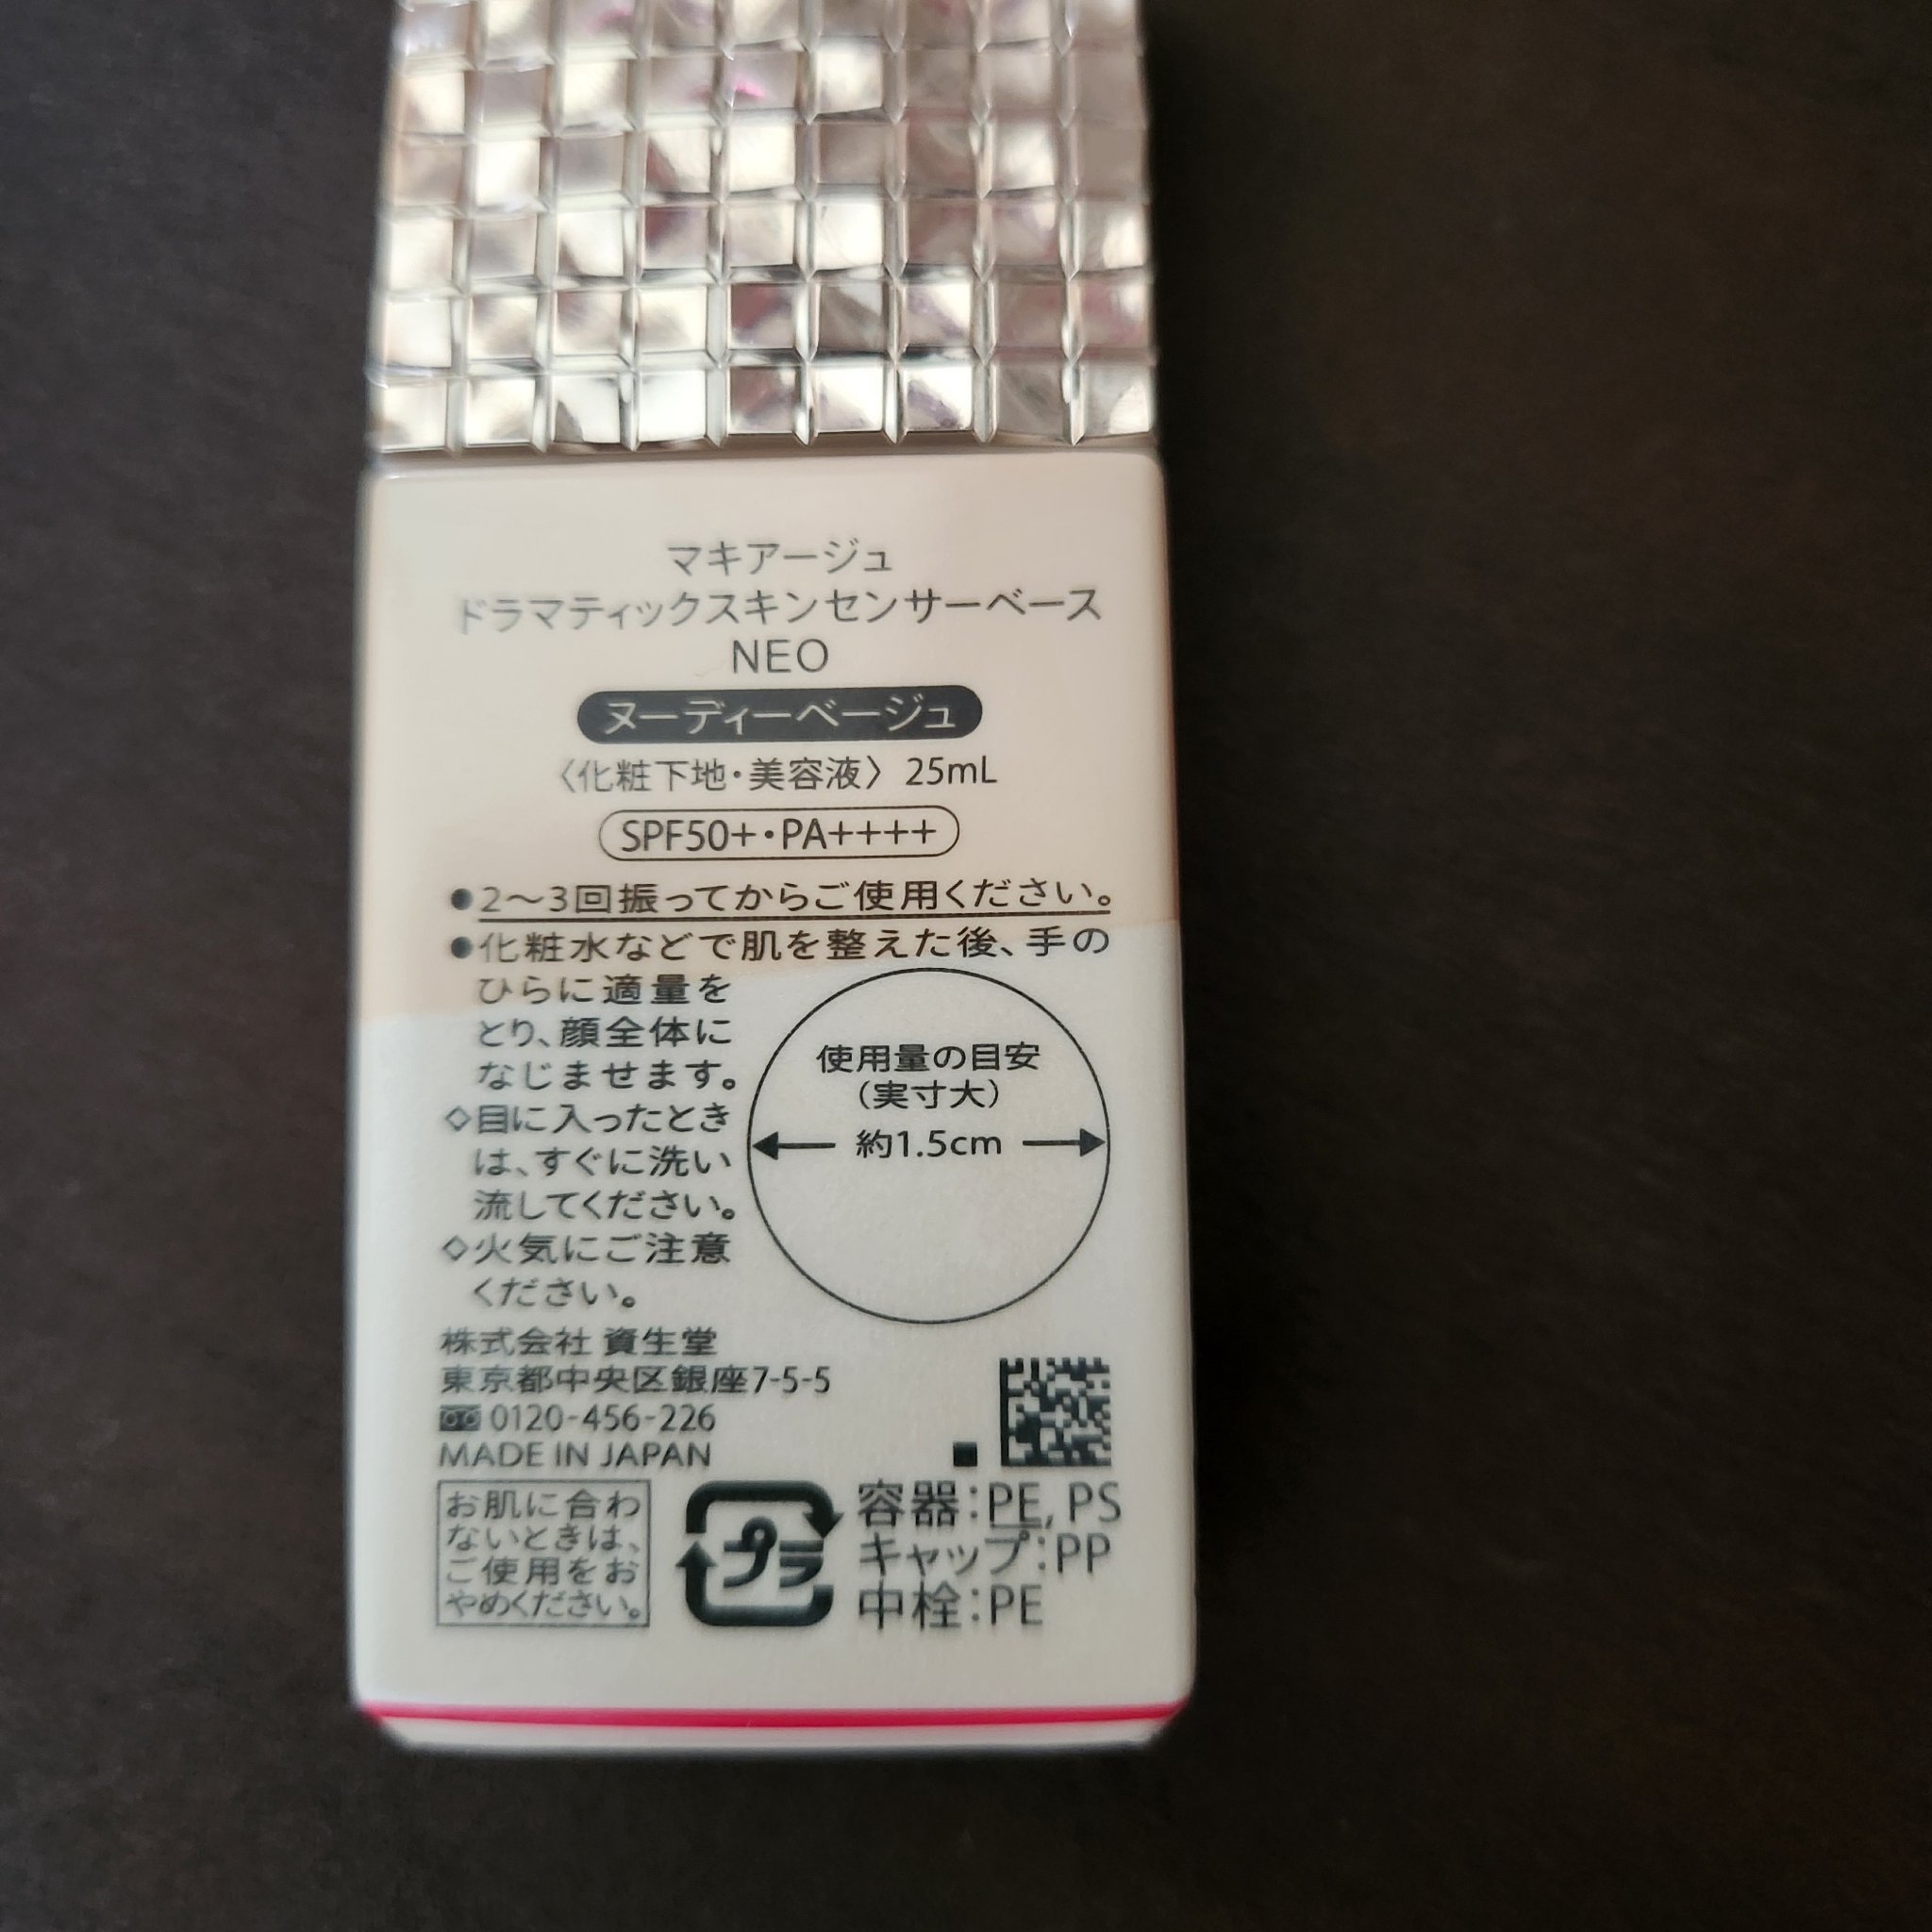 マキアージュ
ドラマティックスキンセンサーベース
NEO
ヌーディーベージュ
〈化粧下地・美容液〉 25mL
SPF50+・PA++++
●2〜3回振ってからご使用ください。
●化粧水などで肌を整えた後、手の
ひらに適量を
とり、顔全体に
なじませます。
◇目に入ったとき
は、すぐに洗い
流してください。
◇火気にご注意
ください。
使用量の目安
（実寸大）
約1.5cm
株式会社 資生堂
東京都中央区銀座7-5-5
0120-456-226
MADE IN JAPAN
お肌に合わ
ないときは、
ご使用をお
やめください。
プラ
容器：PE, PS
キャップ：PP
中栓：PE